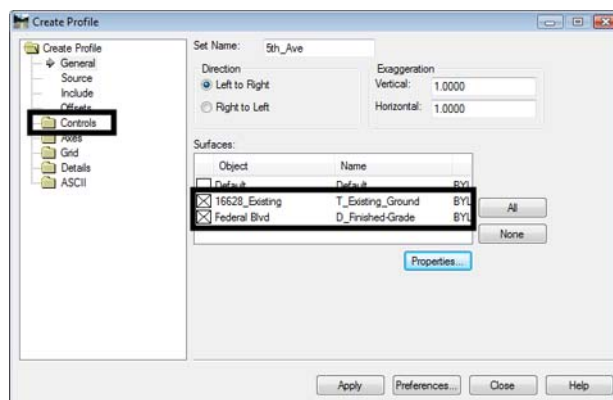 Create Profile
Create Profile
General
Source
Include
Offsets
Controls
Axes
Grid
Details
ASCII
Set Name: 5th_Ave
Direction
Left to Right
Right to Left
Exaggeration
Vertical: 1.0000
Horizontal: 1.0000
Surfaces:
Object Name
Default Default BYL
16628_Existing T_Existing_Ground BYL
Federal Blvd D_Finished-Grade BYL
All
None
Properties...
Apply Preferences... Close Help